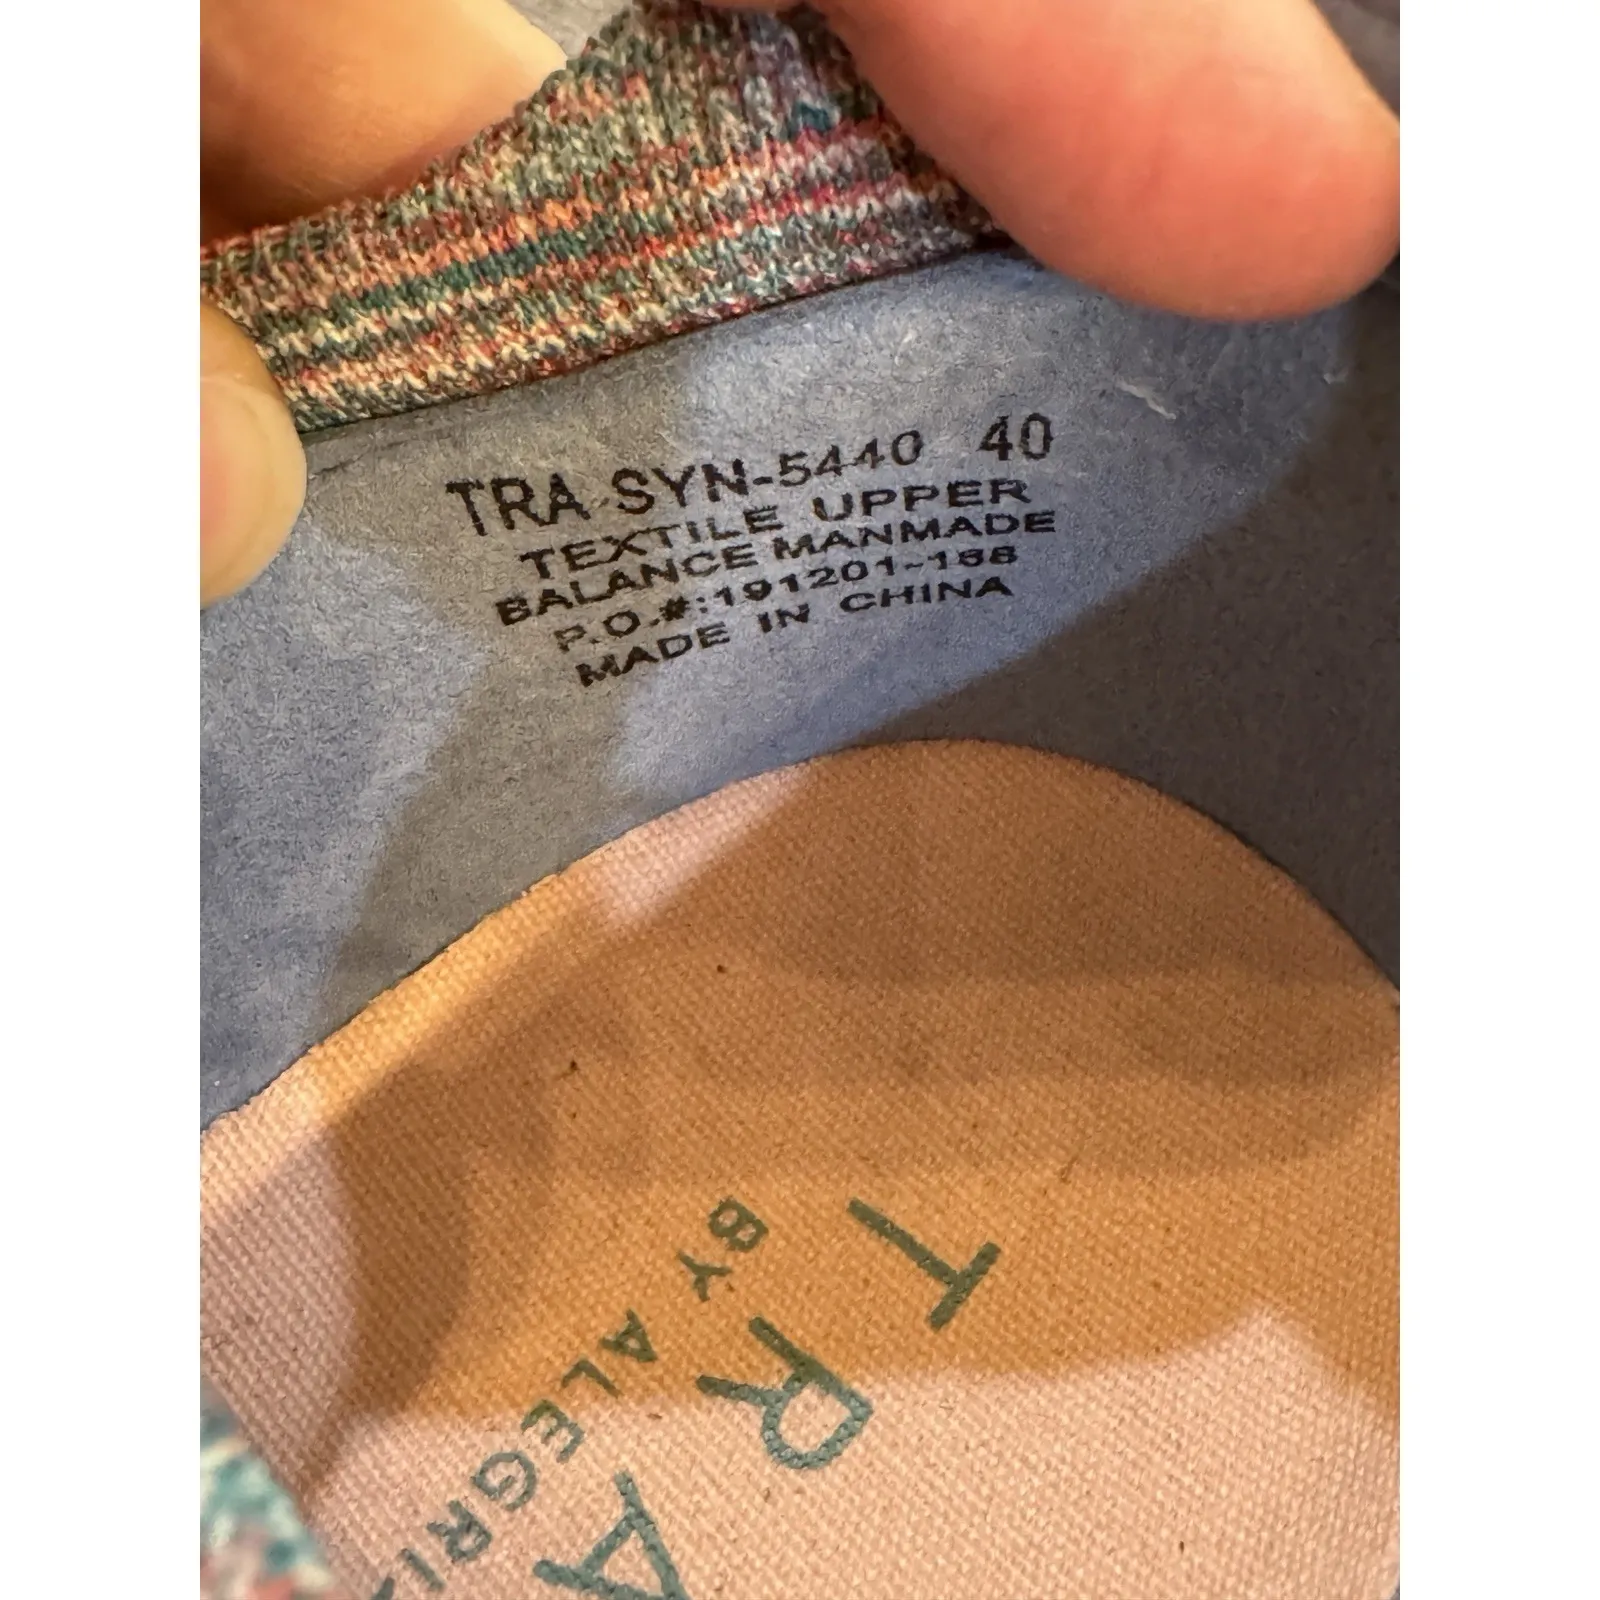 TRA SYN-5440 40
TEXTILE UPPER
BALANCE MANMADE
P.O.#:191201-188
MADE IN CHINA
TRA
BY ALEGRI